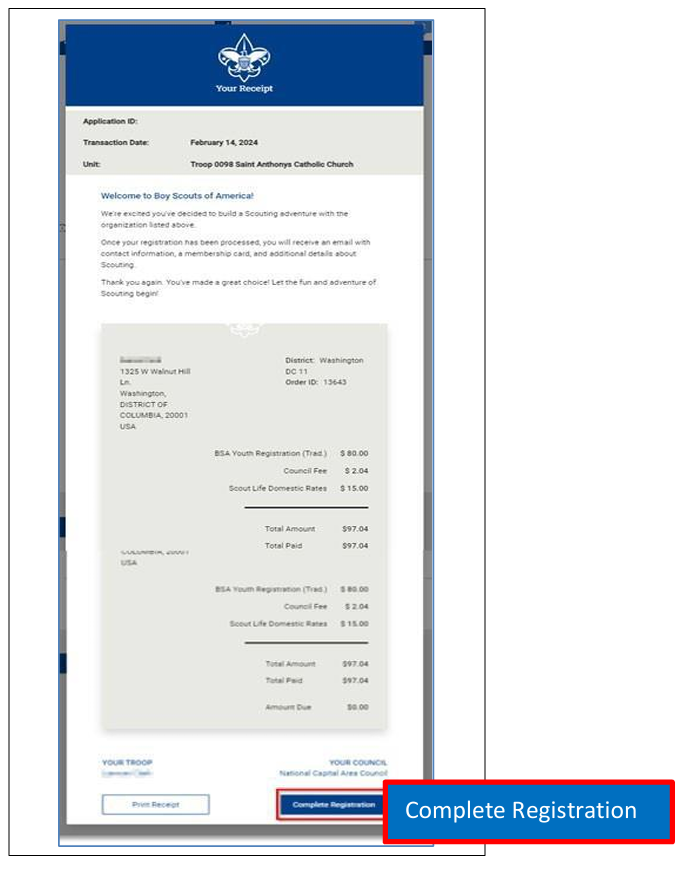 Your Receipt
Application ID:
Transaction Date: February 14, 2024
Unit: Troop 0098 Saint Anthonys Catholic Church
Welcome to Boy Scouts of America!
We're excited you've decided to build a Scouting adventure with the
organization listed above.
Once your registration has been processed, you will receive an email with
contact information, a membership card, and additional details about
Scouting.
Thank you again. You've made a great choice! Let the fun and adventure of
Scouting begin!
1325 W Walnut Hill
Ln.
Washington,
DISTRICT OF
COLUMBIA, 20001
USA
District: Washington
DC 11
Order ID: 13643
BSA Youth Registration (Trad.) $ 80.00
Council Fee $ 2.04
Scout Life Domestic Rates $ 15.00
Total Amount $97.04
Total Paid $97.04
COLUMBIA, 20001
USA
BSA Youth Registration (Trad.) $ 80.00
Council Fee $ 2.04
Scout Life Domestic Rates $ 15.00
Total Amount $97.04
Total Paid $97.04
Amount Due $0.00
YOUR TROOP
YOUR COUNCIL
National Capital Area Council
Print Receipt
Complete Registration
Complete Registration